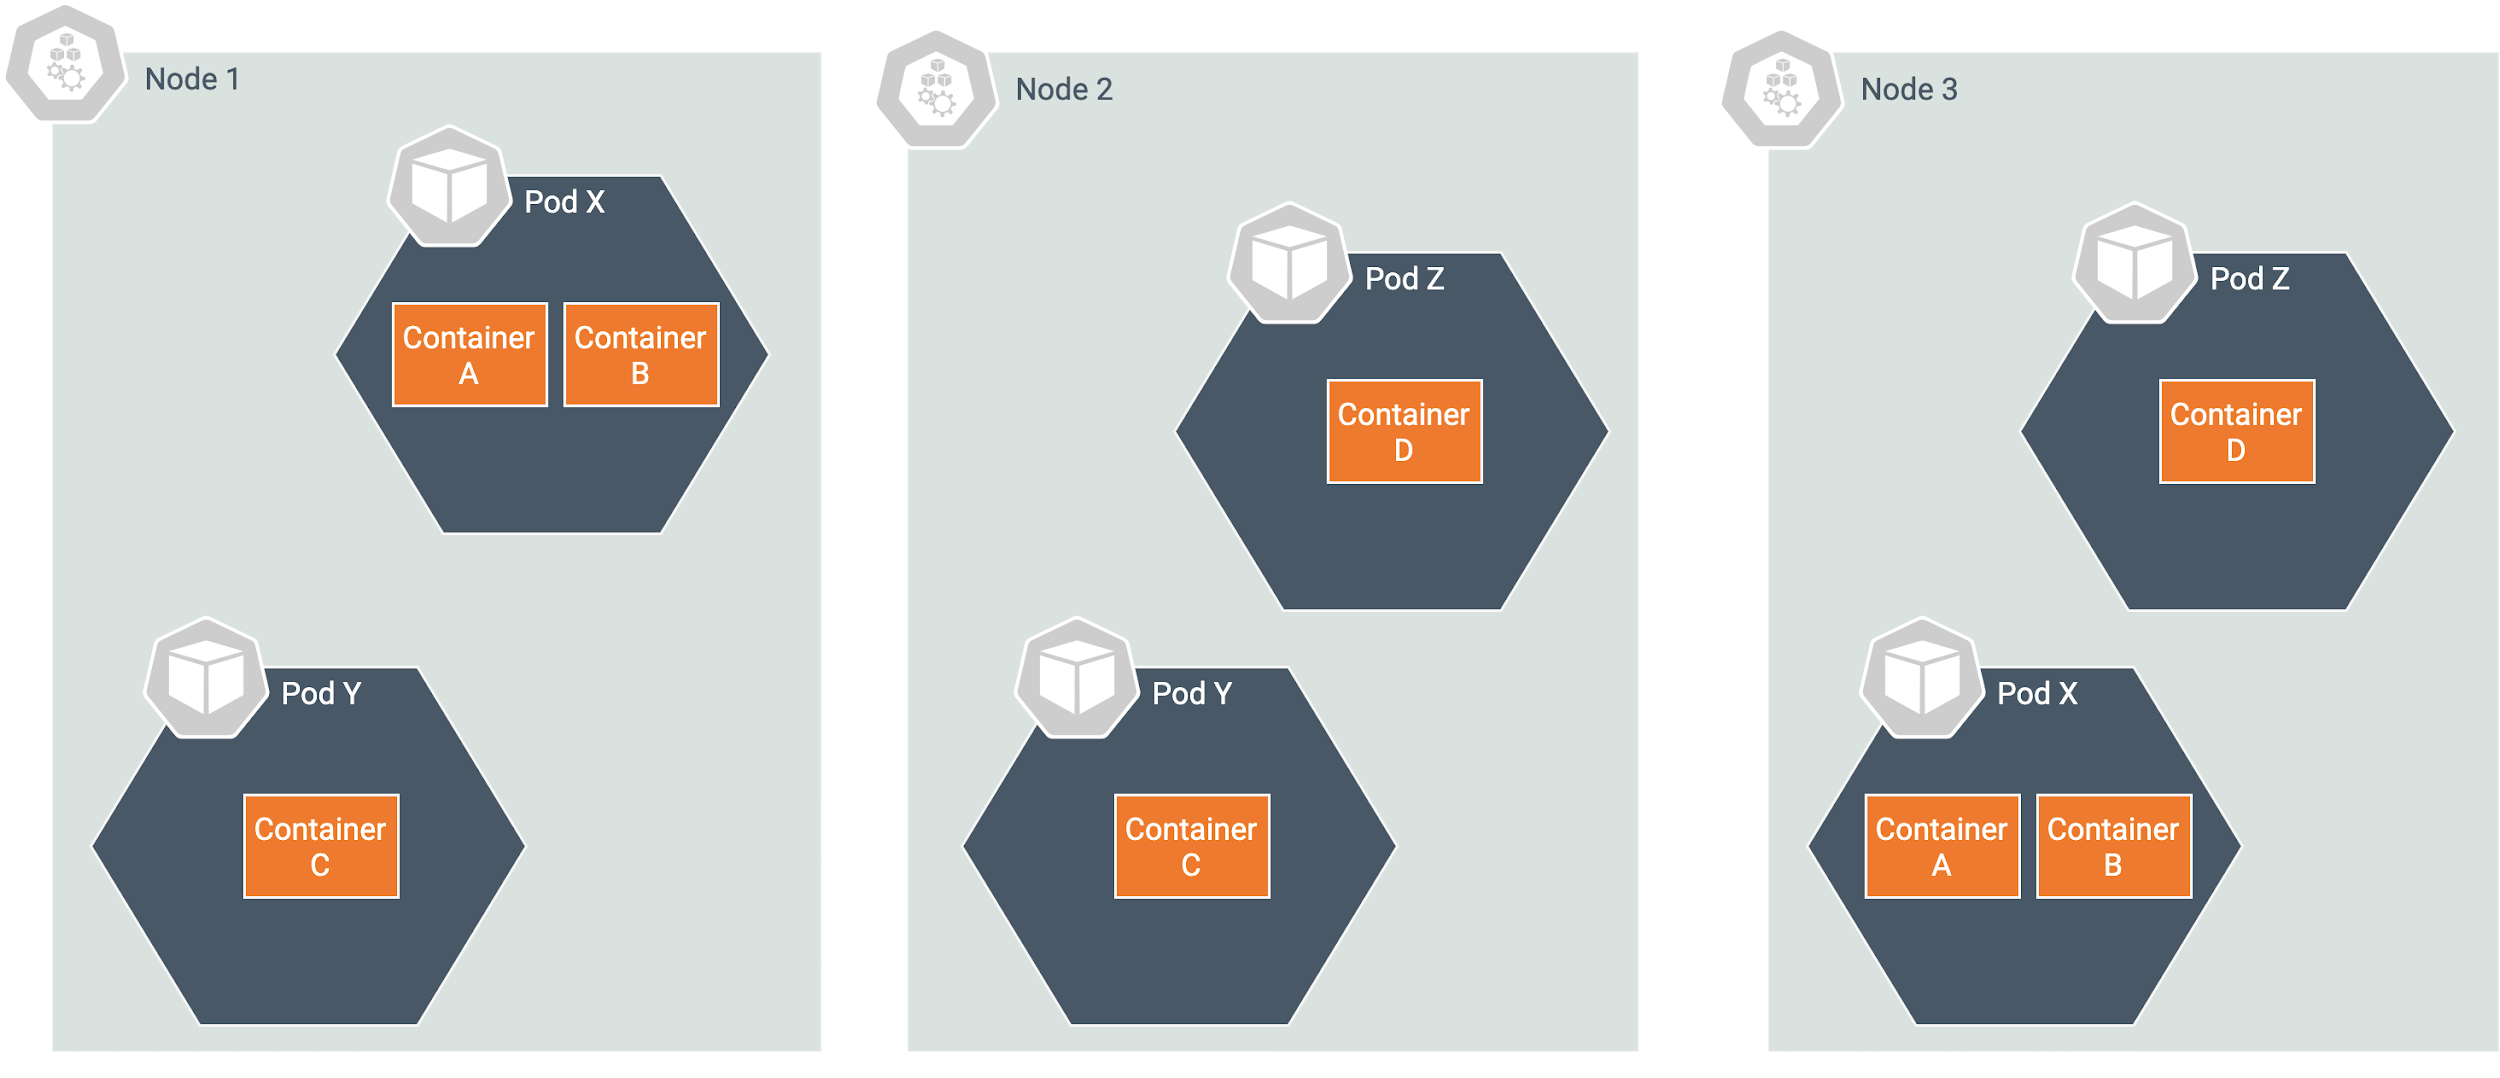 Node 1
Pod X
Container
A
Container
B
Pod Y
Container
C
Node 2
Pod Z
Container
D
Pod Y
Container
C
Node 3
Pod Z
Container
D
Pod X
Container
A
Container
B